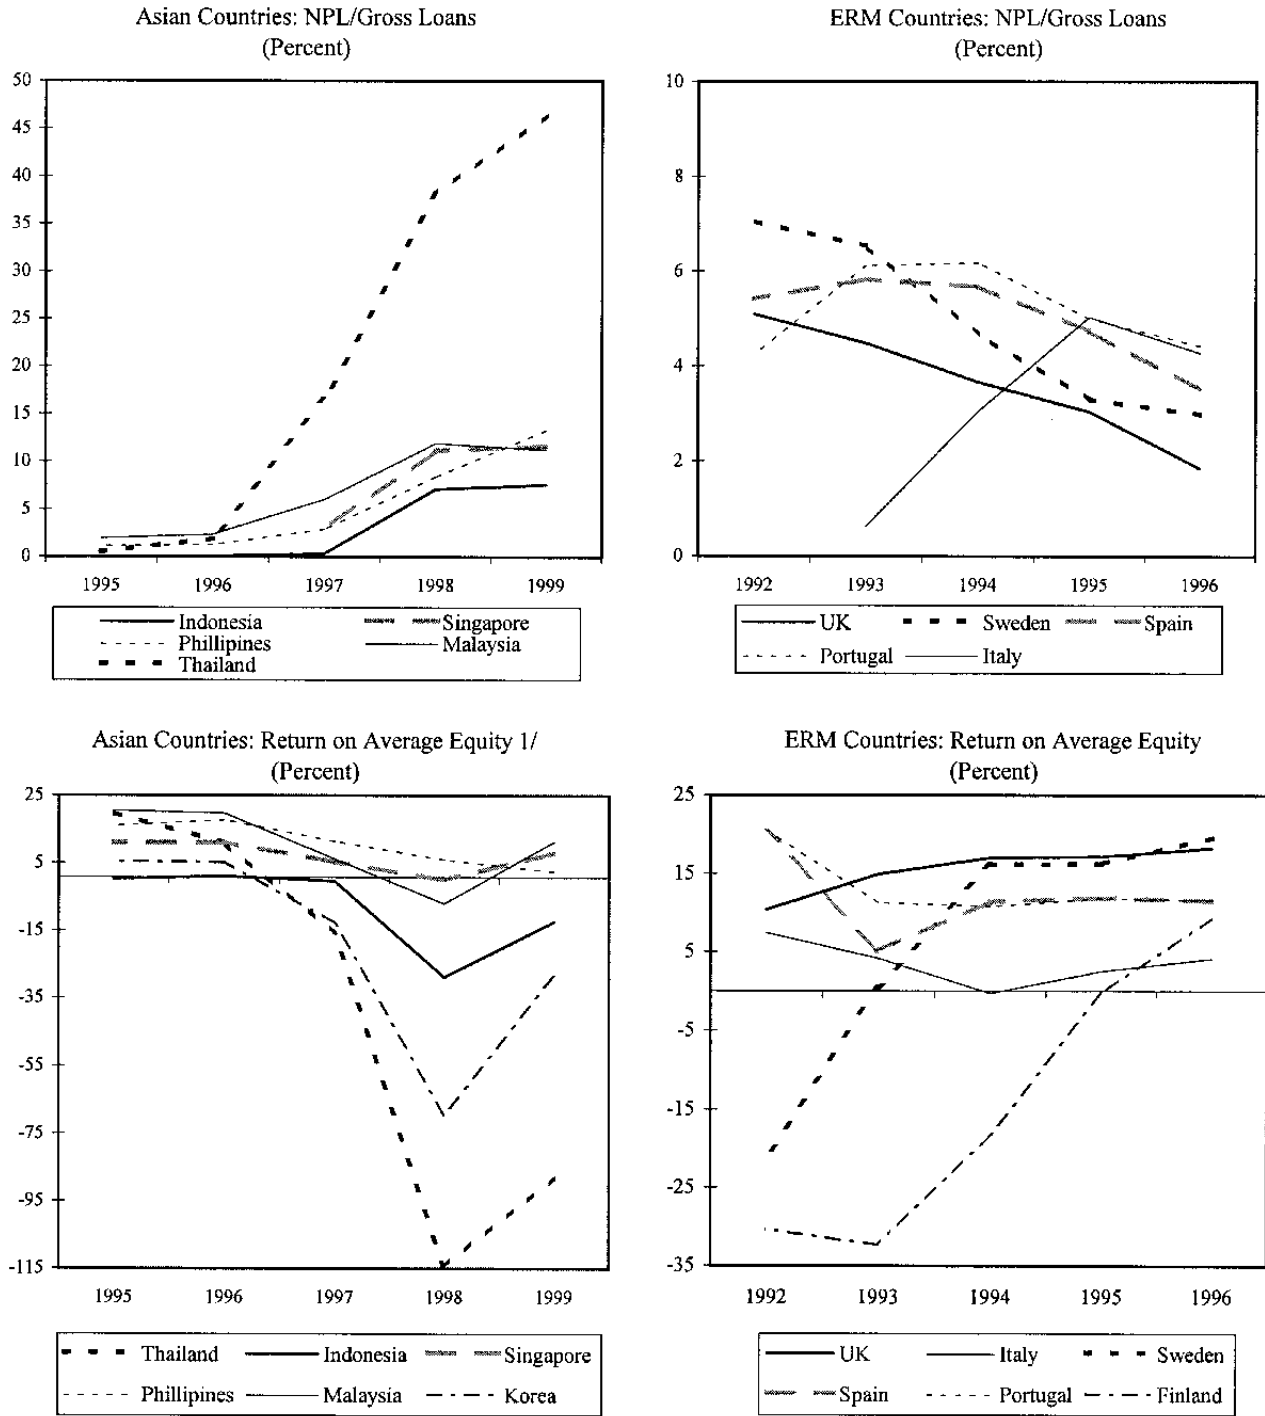 Asian Countries: NPL/Gross Loans
(Percent)
50
45
40
35
30
25
20
15
10
5
0
1995 1996 1997 1998 1999
Indonesia Singapore
Phillipines Malaysia
Thailand
ERM Countries: NPL/Gross Loans
(Percent)
10
8
6
4
2
0
1992 1993 1994 1995 1996
UK Sweden Spain
Portugal Italy
Asian Countries: Return on Average Equity 1/
(Percent)
25
5
-15
-35
-55
-75
-95
-115
1995 1996 1997 1998 1999
Thailand Indonesia Singapore
Phillipines Malaysia Korea
ERM Countries: Return on Average Equity
(Percent)
25
15
5
-5
-15
-25
-35
1992 1993 1994 1995 1996
UK Italy Sweden
Spain Portugal Finland